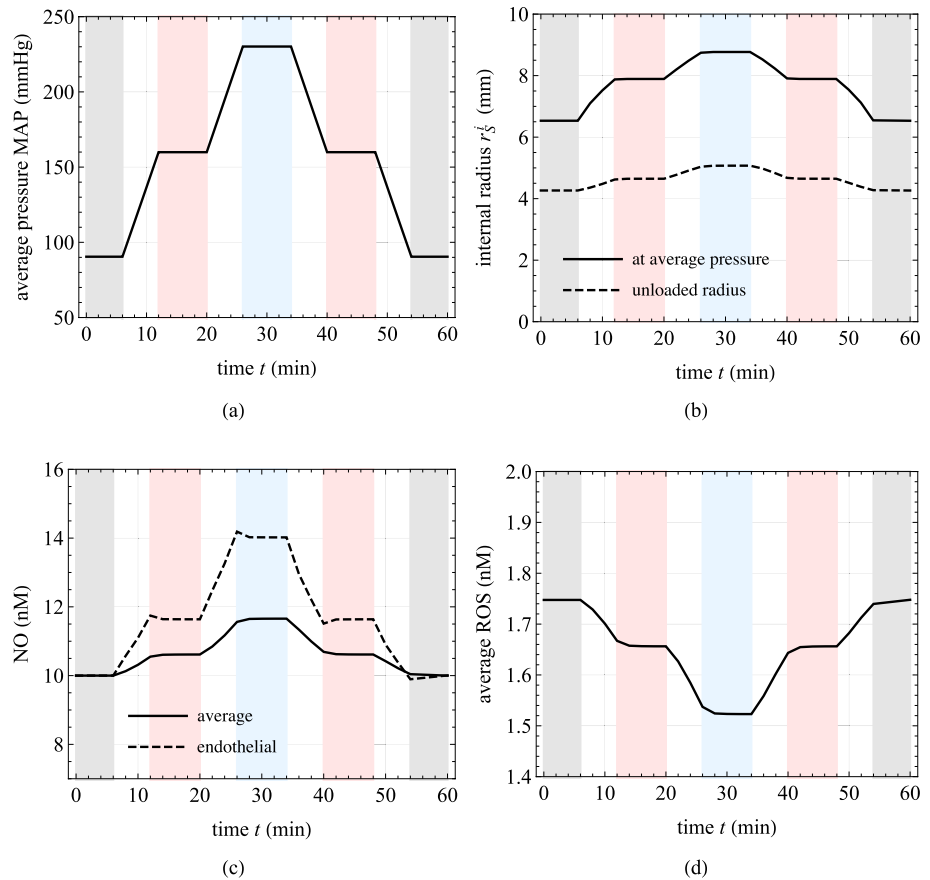 average pressure MAP (mmHg)
250
200
150
100
50
0 10 20 30 40 50 60
time t (min)
(a)
internal radius r_S^i (mm)
10
8
6
4
2
0
at average pressure
unloaded radius
0 10 20 30 40 50 60
time t (min)
(b)
NO (nM)
16
14
12
10
8
average
endothelial
0 10 20 30 40 50 60
time t (min)
(c)
average ROS (nM)
2.0
1.9
1.8
1.7
1.6
1.5
1.4
0 10 20 30 40 50 60
time t (min)
(d)